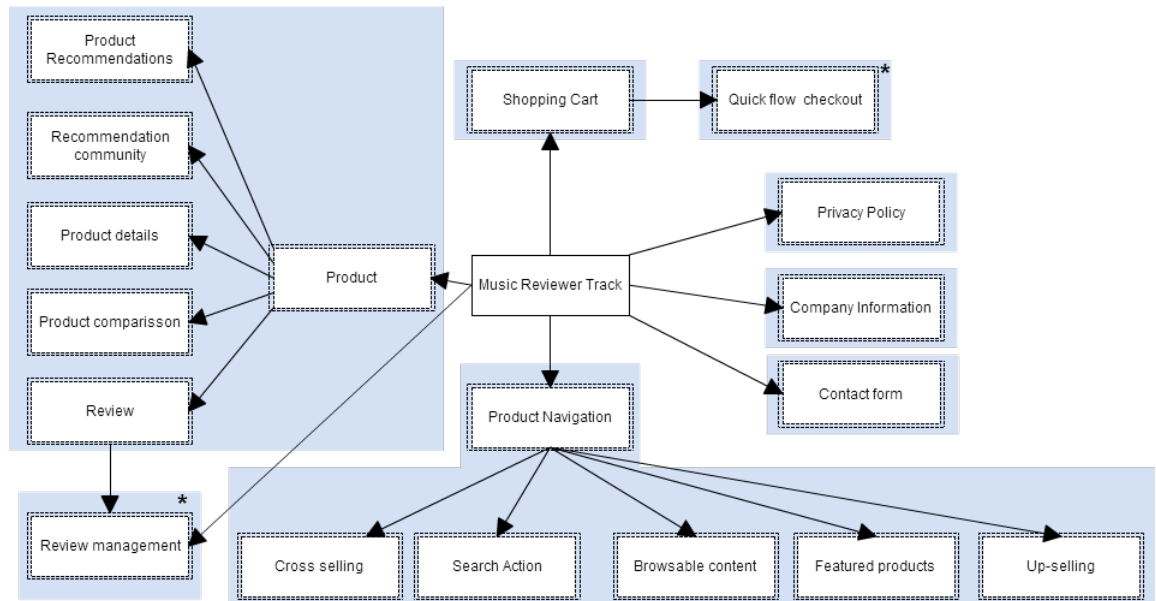 Product
Recommendations
Recommendation
community
Product details
Product comparisson
Review
*
Review management
Product
Shopping Cart
*
Quick flow checkout
Music Reviewer Track
Privacy Policy
Company Information
Contact form
Product Navigation
Cross selling
Search Action
Browsable content
Featured products
Up-selling